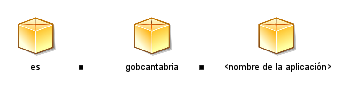 es . gobcantabria . <nombre de la aplicación>